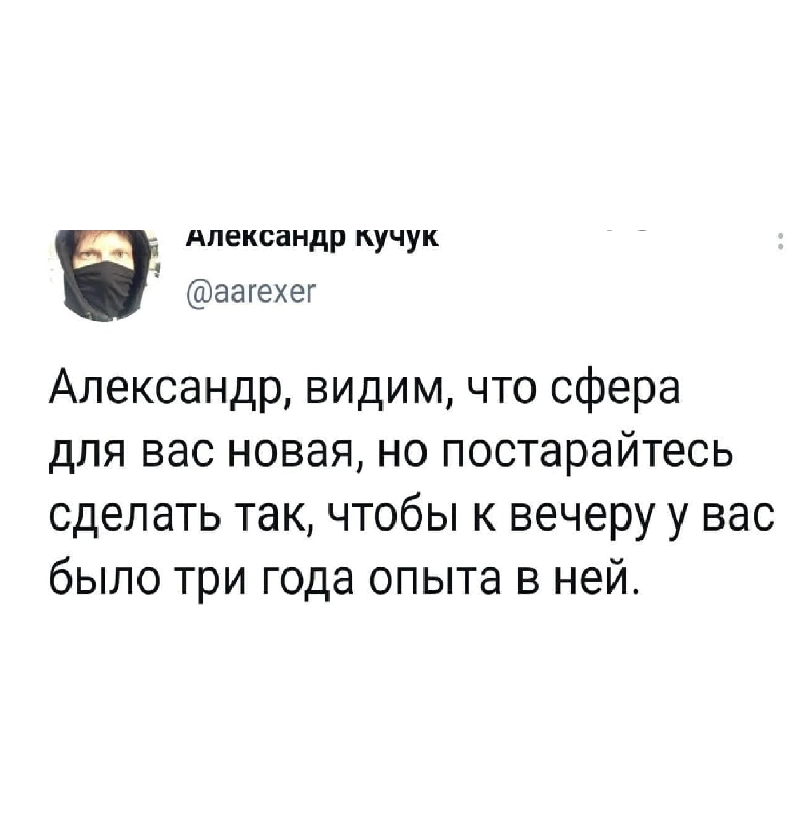 Александр Кучук
@aarexer
Александр, видим, что сфера
для вас новая, но постарайтесь
сделать так, чтобы к вечеру у вас
было три года опыта в ней.